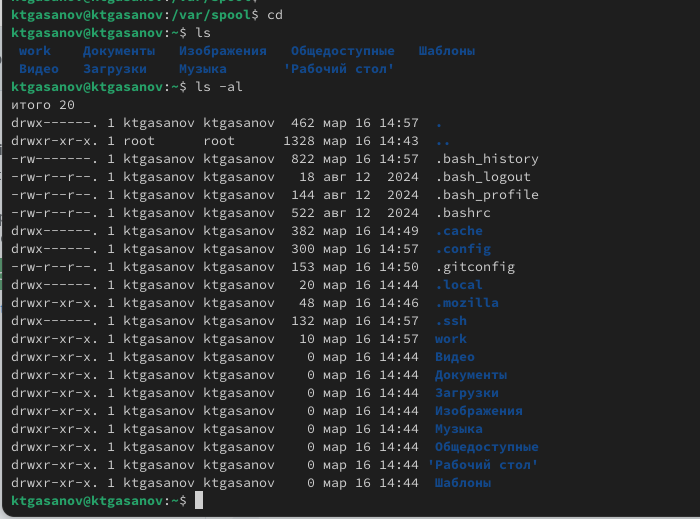 ktgasanov@ktgasanov:/var/spool$
ktgasanov@ktgasanov:/var/spool$ cd
ktgasanov@ktgasanov:~$ ls
work Документы Изображения Общедоступные Шаблоны
Видео Загрузки Музыка 'Рабочий стол'
ktgasanov@ktgasanov:~$ ls -al
итого 20
drwx------. 1 ktgasanov ktgasanov 462 мар 16 14:57 .
drwxr-xr-x. 1 root root 1328 мар 16 14:43 ..
-rw-------. 1 ktgasanov ktgasanov 822 мар 16 14:57 .bash_history
-rw-r--r--. 1 ktgasanov ktgasanov 18 авг 12 2024 .bash_logout
-rw-r--r--. 1 ktgasanov ktgasanov 144 авг 12 2024 .bash_profile
-rw-r--r--. 1 ktgasanov ktgasanov 522 авг 12 2024 .bashrc
drwx------. 1 ktgasanov ktgasanov 382 мар 16 14:49 .cache
drwx------. 1 ktgasanov ktgasanov 300 мар 16 14:57 .config
-rw-r--r--. 1 ktgasanov ktgasanov 153 мар 16 14:50 .gitconfig
drwx------. 1 ktgasanov ktgasanov 20 мар 16 14:44 .local
drwxr-xr-x. 1 ktgasanov ktgasanov 48 мар 16 14:46 .mozilla
drwx------. 1 ktgasanov ktgasanov 132 мар 16 14:57 .ssh
drwxr-xr-x. 1 ktgasanov ktgasanov 10 мар 16 14:57 work
drwxr-xr-x. 1 ktgasanov ktgasanov 0 мар 16 14:44 Видео
drwxr-xr-x. 1 ktgasanov ktgasanov 0 мар 16 14:44 Документы
drwxr-xr-x. 1 ktgasanov ktgasanov 0 мар 16 14:44 Загрузки
drwxr-xr-x. 1 ktgasanov ktgasanov 0 мар 16 14:44 Изображения
drwxr-xr-x. 1 ktgasanov ktgasanov 0 мар 16 14:44 Музыка
drwxr-xr-x. 1 ktgasanov ktgasanov 0 мар 16 14:44 Общедоступные
drwxr-xr-x. 1 ktgasanov ktgasanov 0 мар 16 14:44 'Рабочий стол'
drwxr-xr-x. 1 ktgasanov ktgasanov 0 мар 16 14:44 Шаблоны
ktgasanov@ktgasanov:~$